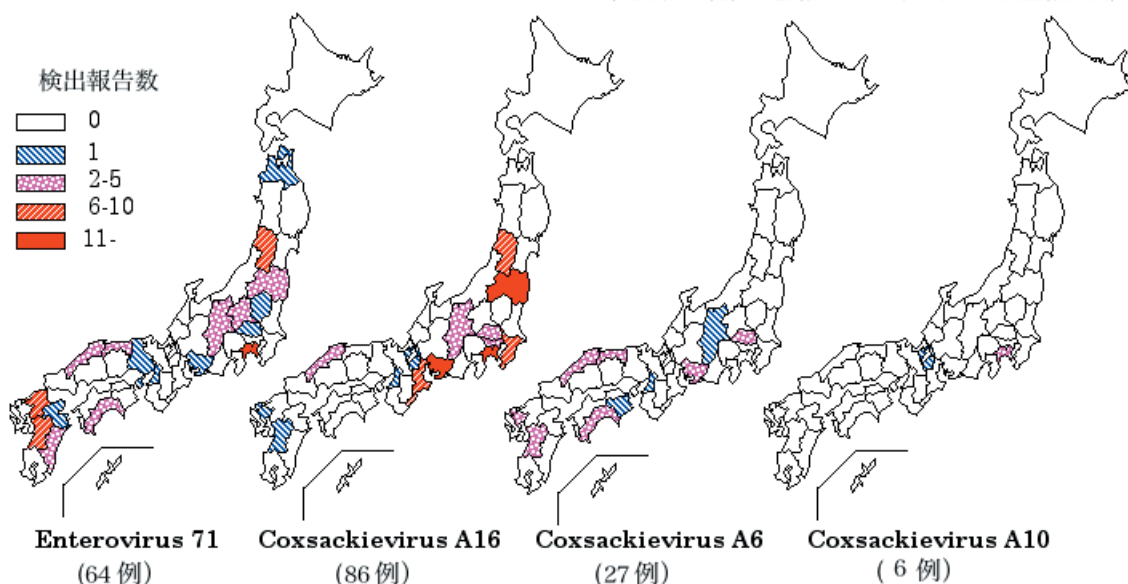 検出報告数
0
1
2-5
6-10
11-
Enterovirus 71
(64 例)
Coxsackievirus A16
(86 例)
Coxsackievirus A6
(27 例)
Coxsackievirus A10
( 6 例)